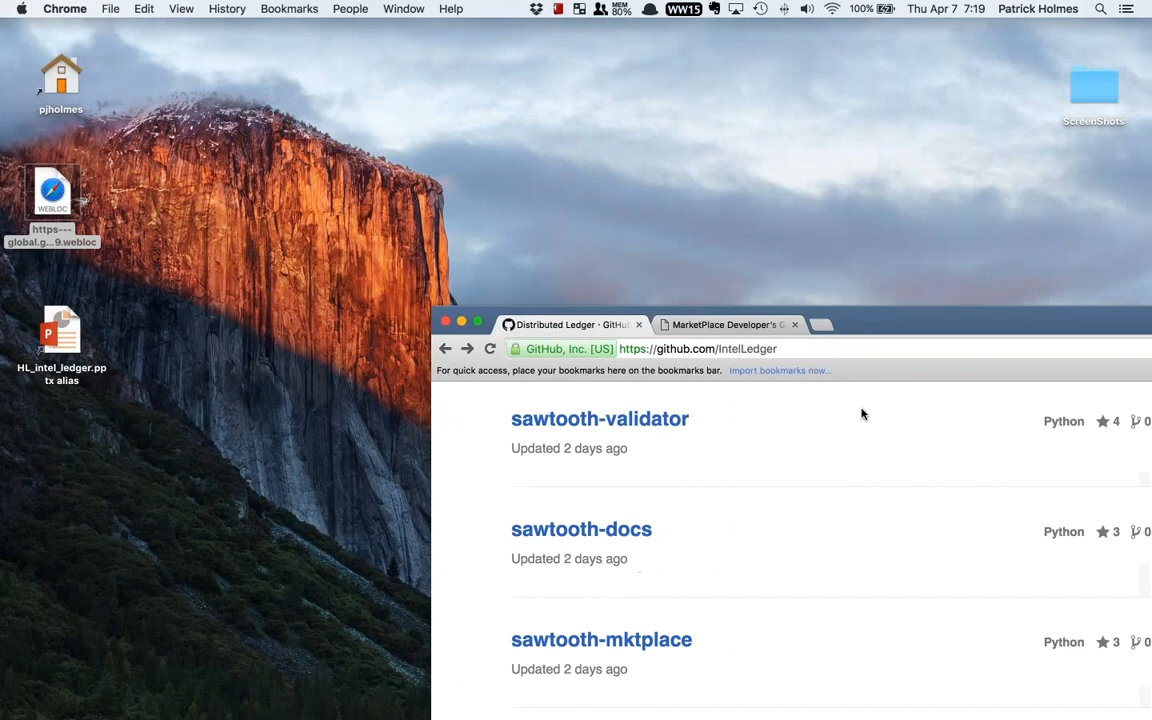 Chrome File Edit View History Bookmarks People Window Help MEM 80% WW15 100% Thu Apr 7 7:19 Patrick Holmes
pjholmes
ScreenShots
WEBLOC
https---
global.g...9.webloc
P
HL_intel_ledger.pp
tx alias
Distributed Ledger · GitHu
MarketPlace Developer's G
GitHub, Inc. [US] https://github.com/IntelLedger
For quick access, place your bookmarks here on the bookmarks bar. Import bookmarks now...
sawtooth-validator
Python 4 0
Updated 2 days ago
sawtooth-docs
Python 3 0
Updated 2 days ago
sawtooth-mktplace
Python 3 0
Updated 2 days ago